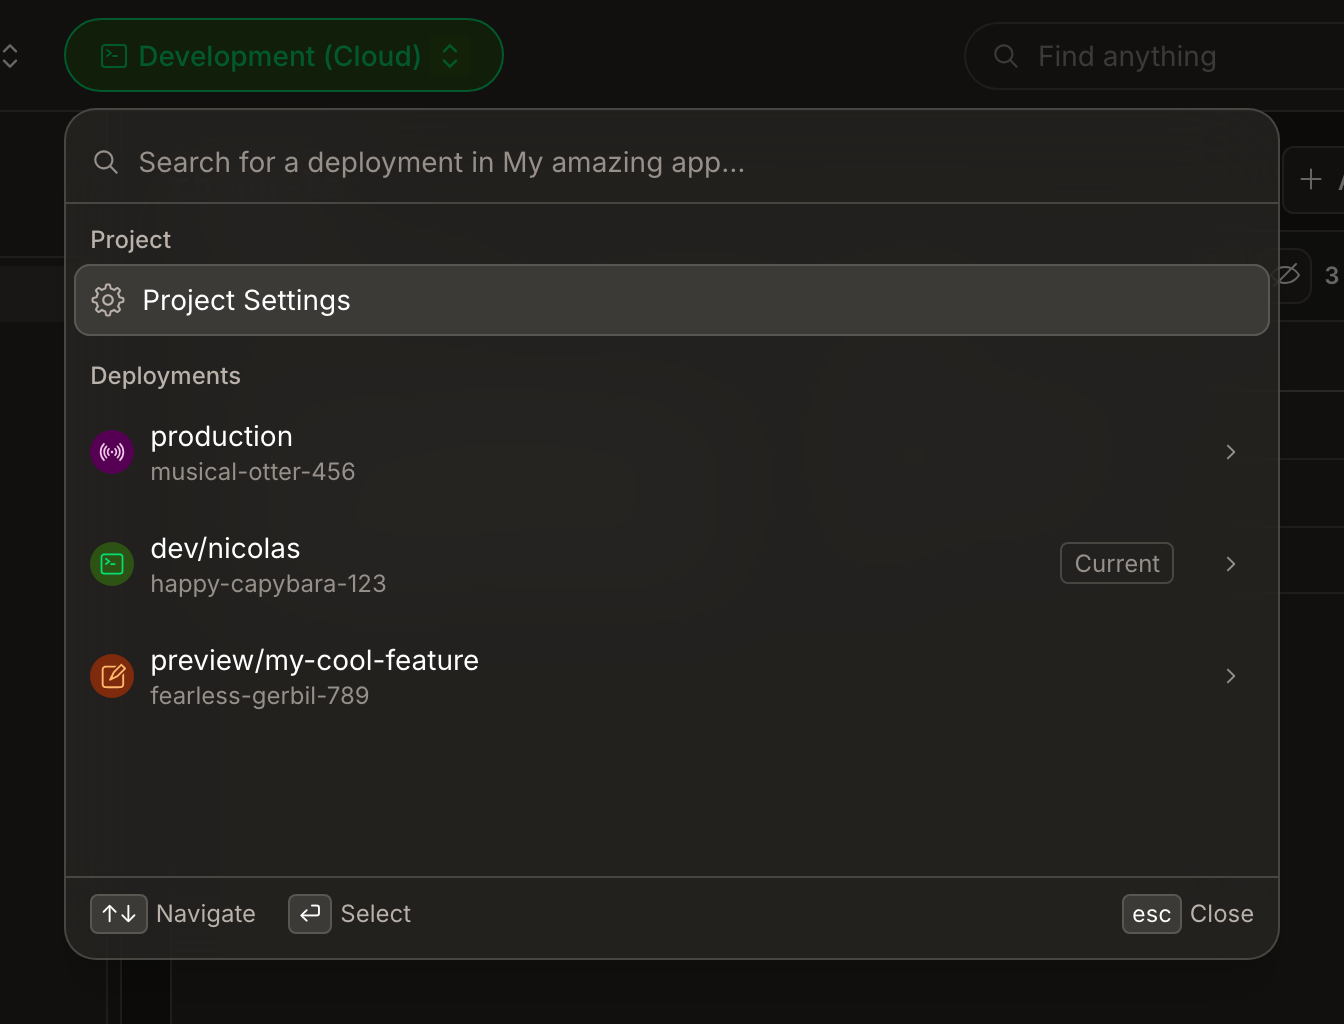 Development (Cloud)
Find anything
Search for a deployment in My amazing app...
Project
Project Settings
3
Deployments
production
musical-otter-456
dev/nicolas
happy-capybara-123
Current
preview/my-cool-feature
fearless-gerbil-789
↑↓ Navigate
Select
esc Close